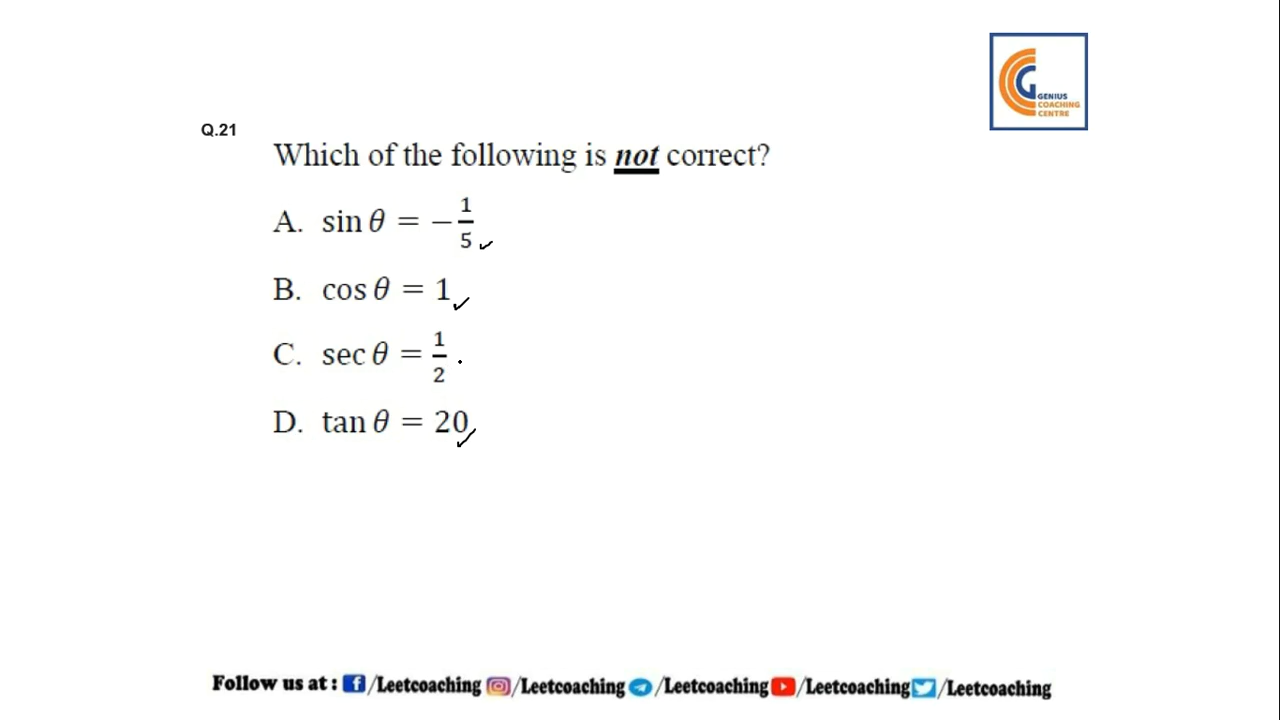 GENIUS
COACHING
CENTRE
Q.21
Which of the following is not correct?
A. sin θ = −1/5
B. cos θ = 1
C. sec θ = 1/2 .
D. tan θ = 20
Follow us at : /Leetcoaching /Leetcoaching /Leetcoaching /Leetcoaching /Leetcoaching